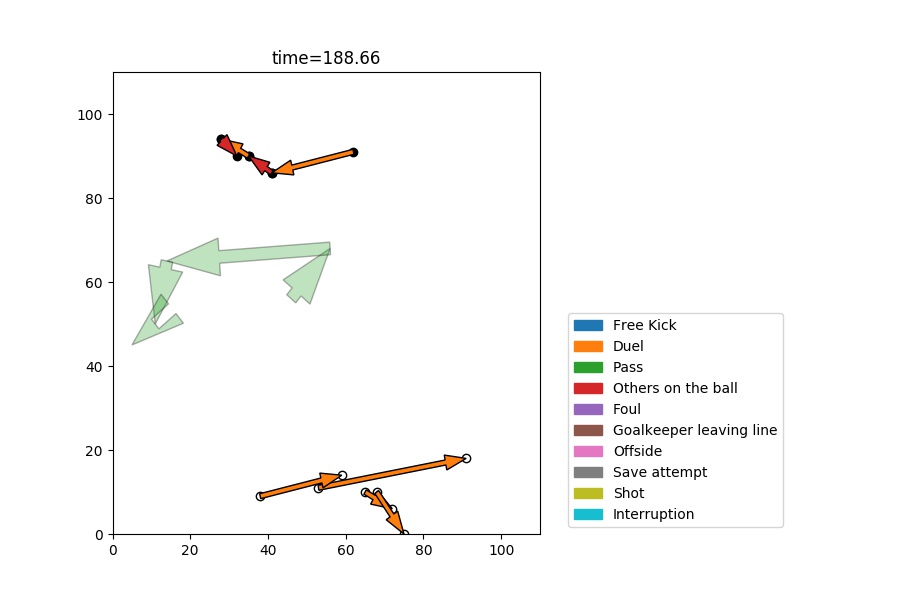 time=188.66
100
80
60
40
20
0
0 20 40 60 80 100
Free Kick
Duel
Pass
Others on the ball
Foul
Goalkeeper leaving line
Offside
Save attempt
Shot
Interruption